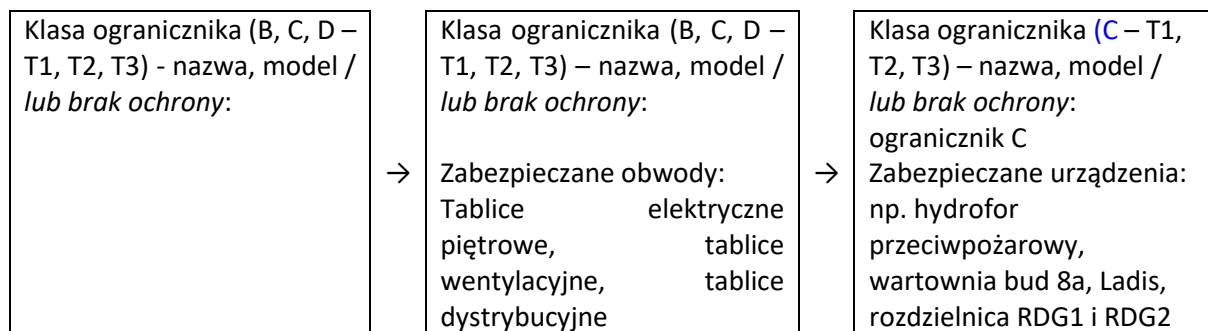 Klasa ogranicznika (B, C, D –
T1, T2, T3) - nazwa, model /
lub brak ochrony:
→
Klasa ogranicznika (B, C, D –
T1, T2, T3) – nazwa, model /
lub brak ochrony:
Zabezpieczane obwody:
Tablice elektryczne
piętrowe, tablice
wentylacyjne, tablice
dystrybucyjne
→
Klasa ogranicznika (C – T1,
T2, T3) – nazwa, model /
lub brak ochrony:
ogranicznik C
Zabezpieczane urządzenia:
np. hydrofor
przeciwpożarowy,
wartownia bud 8a, Ladis,
rozdzielnica RDG1 i RDG2